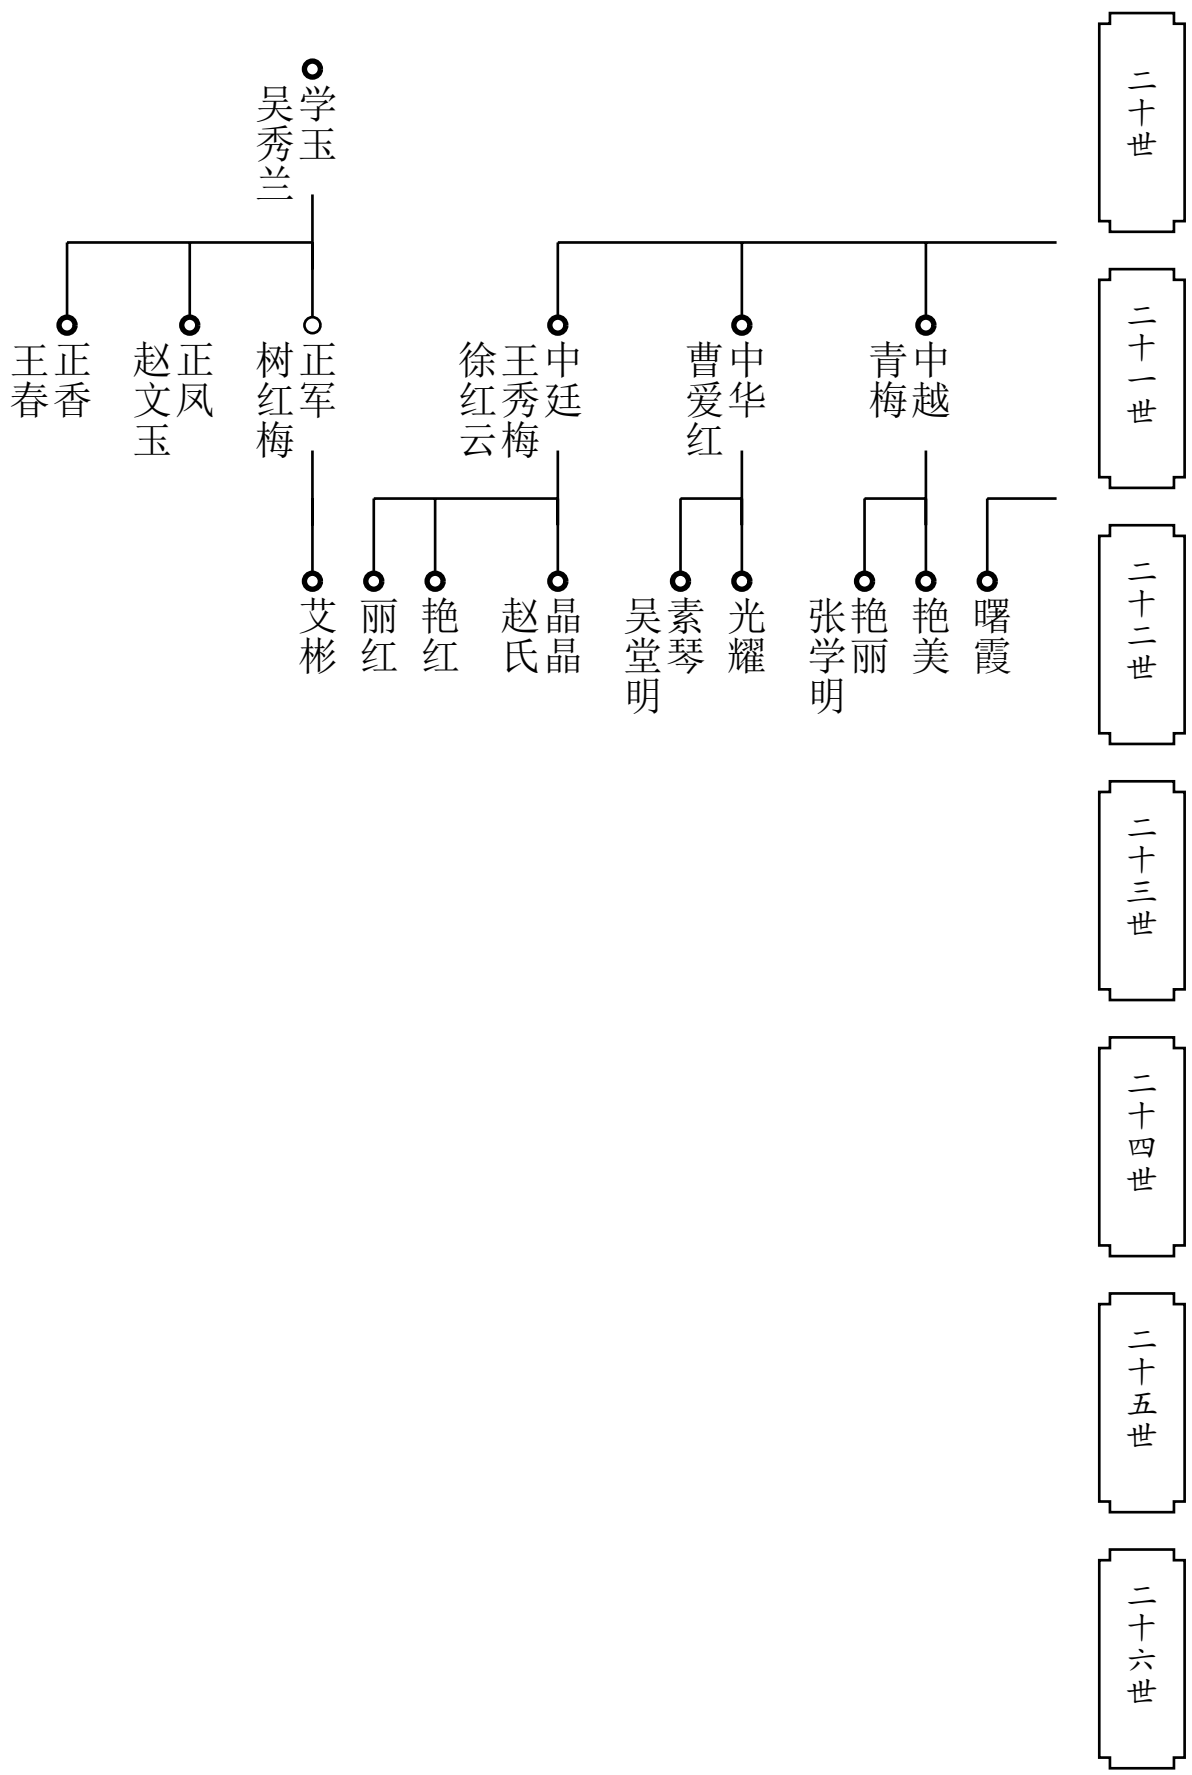 二十世
学玉
吴秀兰
二十一世
中越
青梅
中华
曹爱红
中廷
王秀梅
徐红云
正军
树红梅
正凤
赵文玉
正香
王春
二十二世
曙霞
艳美
艳丽
张学明
光耀
素琴
吴堂明
晶晶
赵氏
艳红
丽红
艾彬
二十三世
二十四世
二十五世
二十六世